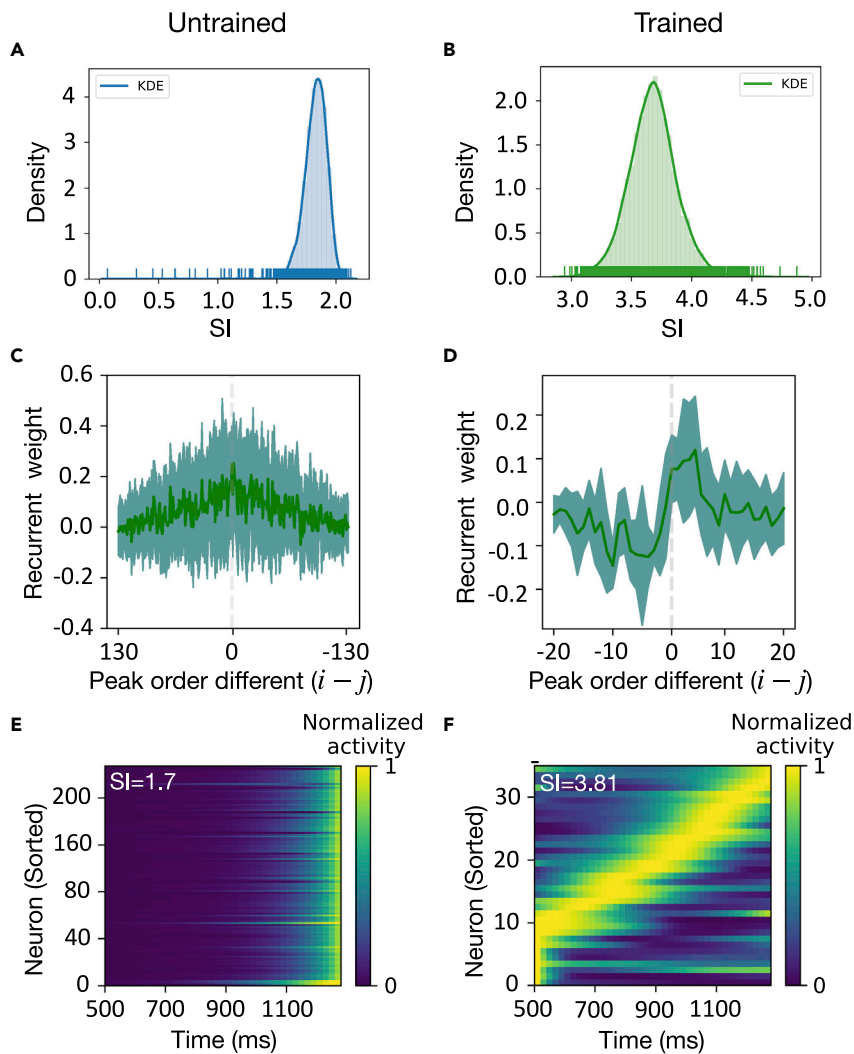 Untrained
Trained
A
B
KDE
KDE
4
3
2
1
0
Density
0.0
0.5
1.0
1.5
2.0
SI
2.0
1.5
1.0
0.5
0.0
Density
3.0
3.5
4.0
4.5
5.0
SI
C
D
0.6
0.4
0.2
0.0
-0.2
-0.4
Recurrent weight
130
0
-130
Peak order different (i − j)
0.2
0.1
0.0
-0.1
-0.2
Recurrent weight
-20
-10
0
10
20
Peak order different (i − j)
E
F
Normalized
activity
SI=1.7
1
0
200
160
80
40
0
Neuron (Sorted)
500
700
900
1100
Time (ms)
Normalized
activity
SI=3.81
1
0
30
20
10
0
Neuron (Sorted)
500
700
900
1100
Time (ms)